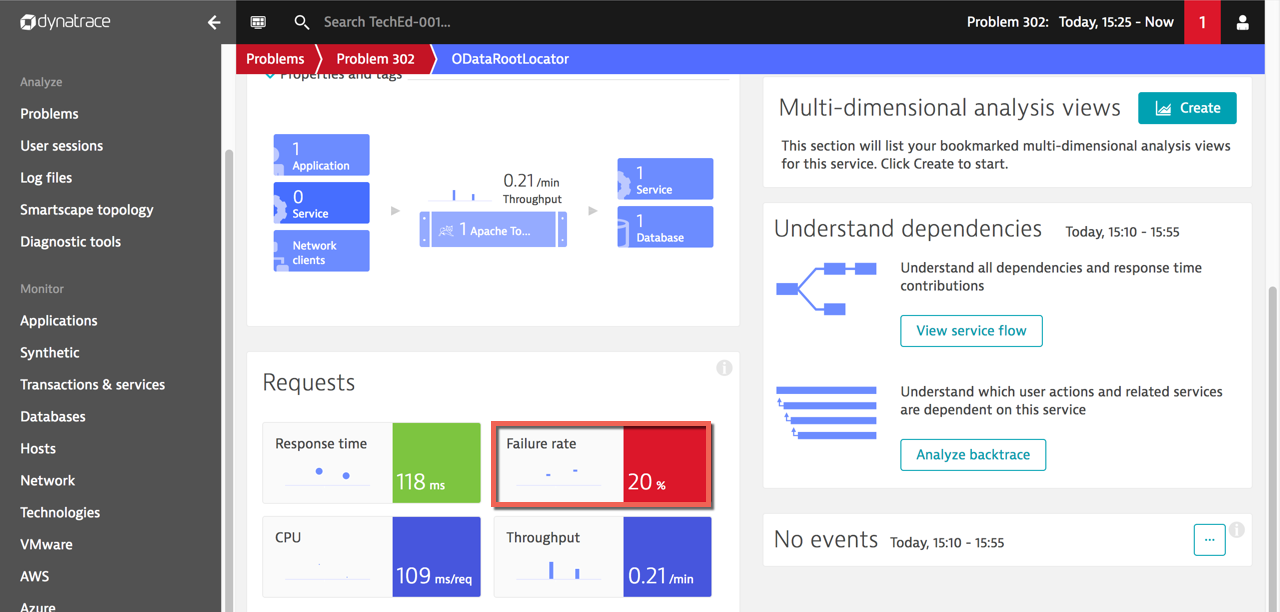 dynatrace
Search TechEd-001...
Problem 302: Today, 15:25 - Now
1
Problems
Problem 302
ODataRootLocator
Analyze
Problems
User sessions
Log files
Smartscape topology
Diagnostic tools
Monitor
Applications
Synthetic
Transactions & services
Databases
Hosts
Network
Technologies
VMware
AWS
Azure
Properties and tags
1
Application
0
Service
Network
clients
0.21 /min
Throughput
1 Apache To...
1
Service
1
Database
Requests
Response time
118 ms
Failure rate
20 %
CPU
109 ms/req
Throughput
0.21 /min
Multi-dimensional analysis views
Create
This section will list your bookmarked multi-dimensional analysis views
for this service. Click Create to start.
Understand dependencies Today, 15:10 - 15:55
Understand all dependencies and response time
contributions
View service flow
Understand which user actions and related services
are dependent on this service
Analyze backtrace
No events Today, 15:10 - 15:55
...